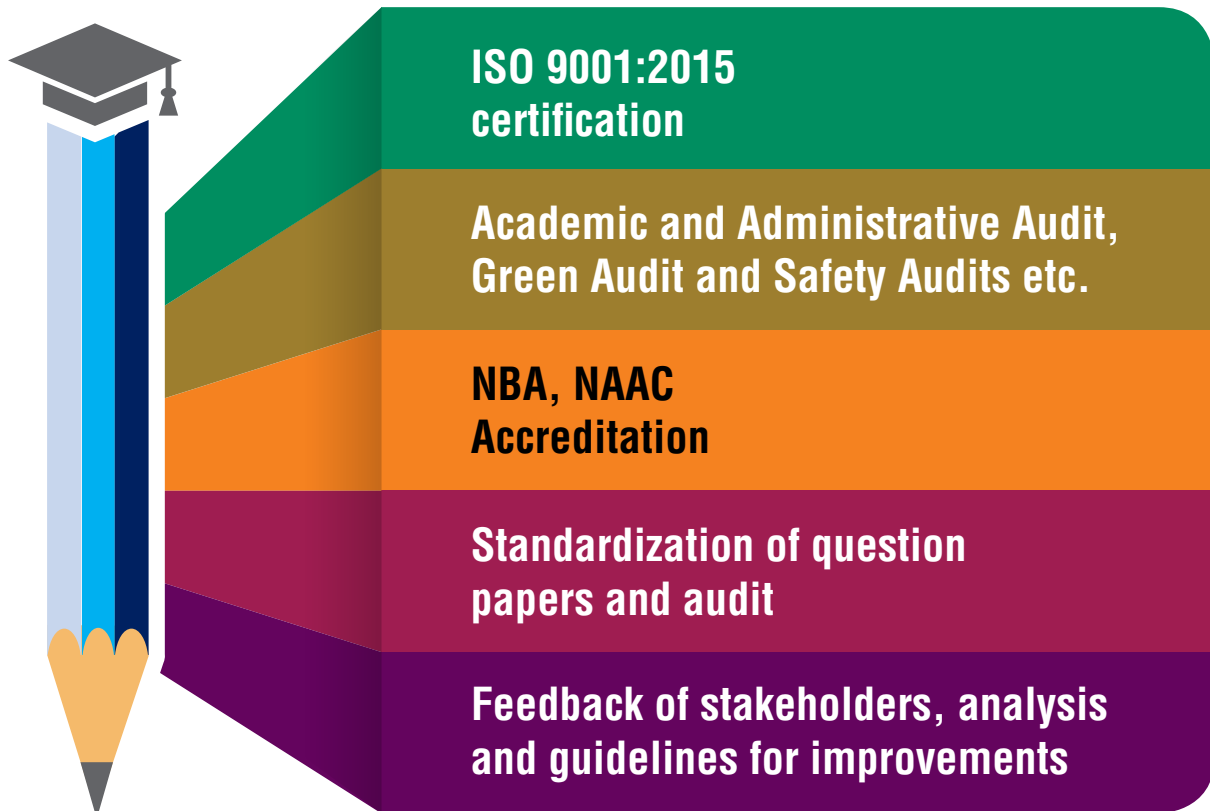 ISO 9001:2015
certification
Academic and Administrative Audit,
Green Audit and Safety Audits etc.
NBA, NAAC
Accreditation
Standardization of question
papers and audit
Feedback of stakeholders, analysis
and guidelines for improvements